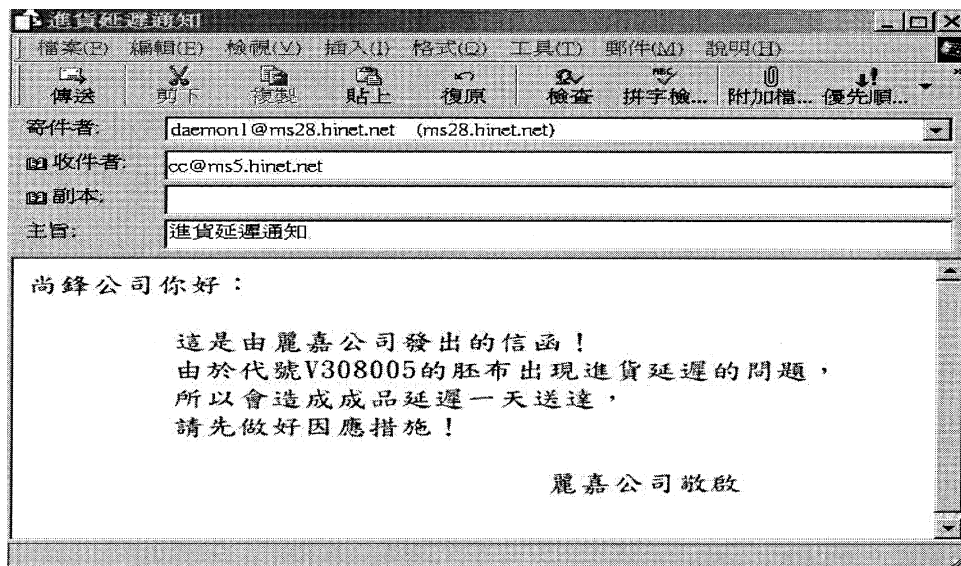 進貨延遲通知
檔案(F) 編輯(E) 檢視(V) 插入(I) 格式(O) 工具(T) 郵件(M) 說明(H)
傳送 剪下 複製 貼上 復原 檢查 拼字檢... 附加檔... 優先順...
寄件者: daemon1@ms28.hinet.net (ms28.hinet.net)
收件者: cc@ms5.hinet.net
副本:
主旨: 進貨延遲通知
尚鋒公司你好：
這是由麗嘉公司發出的信函！
由於代號V308005的胚布出現進貨延遲的問題，
所以會造成成品延遲一天送達，
請先做好因應措施！
麗嘉公司敬啟